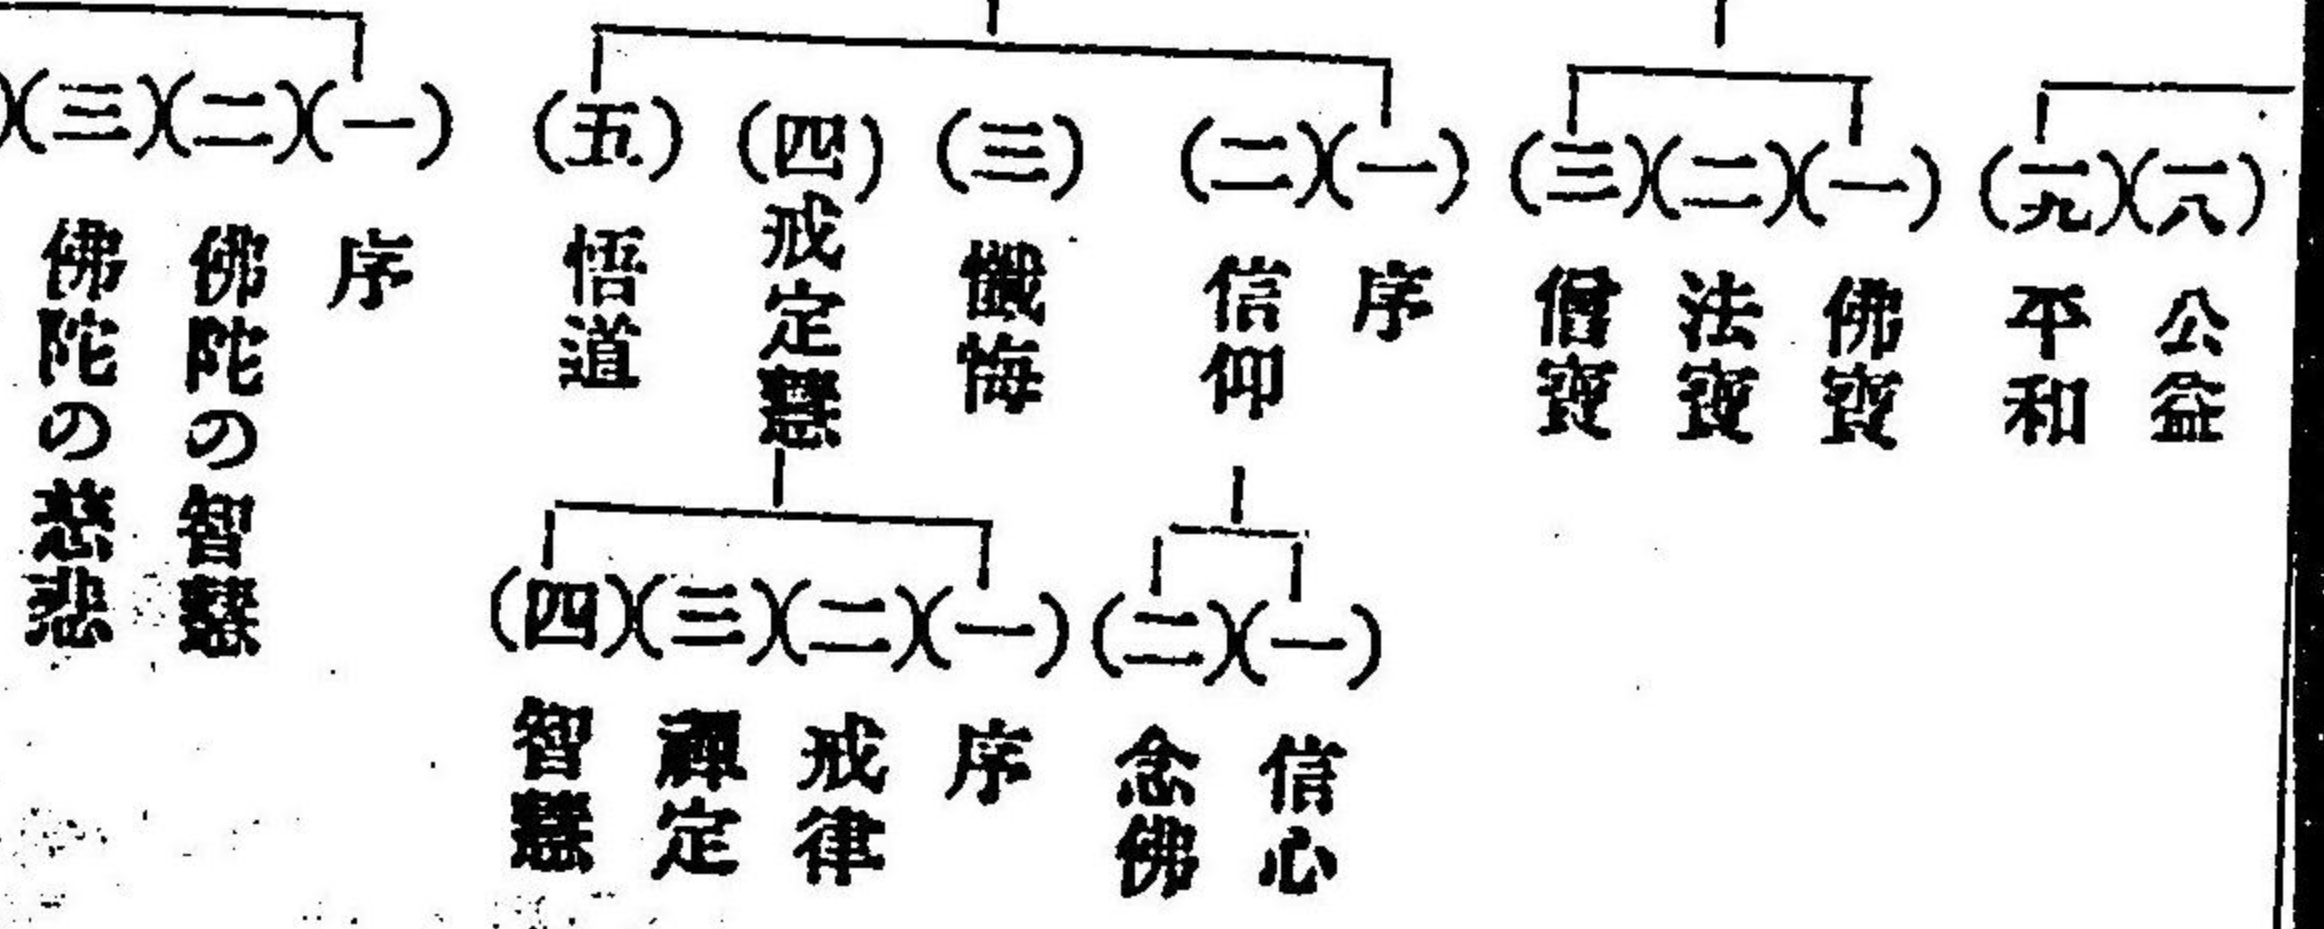 (一八) 公益
(一九) 平和
(一) 佛寶
(二) 法寶
(三) 僧寶
(一) 序
(二) 信仰
(一) 信心
(二) 念佛
(三) 懺悔
(四) 戒定慧
(一) 序
(二) 戒律
(三) 禪定
(四) 智慧
(五) 悟道
(一) 序
(二) 佛陀の智慧
(三) 佛陀の慈悲